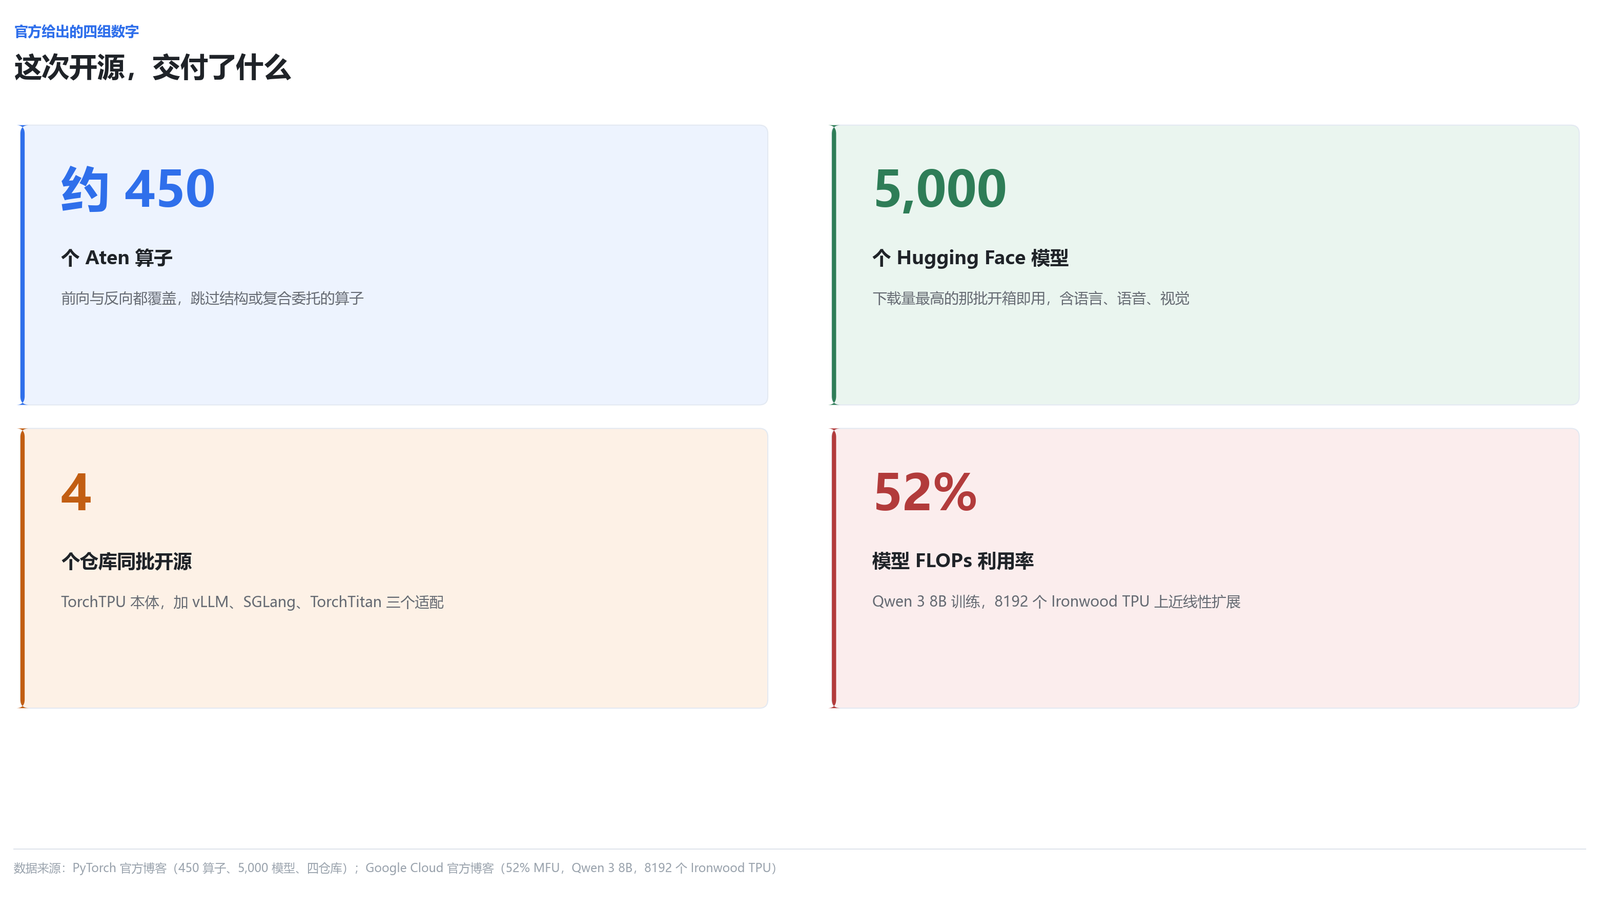 官方给出的四组数字
这次开源，交付了什么
约 450
个 Aten 算子
前向与反向都覆盖，跳过结构或复合委托的算子
5,000
个 Hugging Face 模型
下载量最高的那批开箱即用，含语言、语音、视觉
4
个仓库同批开源
TorchTPU 本体，加 vLLM、SGLang、TorchTitan 三个适配
52%
模型 FLOPs 利用率
Qwen 3 8B 训练，8192 个 Ironwood TPU 上近线性扩展
数据来源：PyTorch 官方博客（450 算子、5,000 模型、四仓库）；Google Cloud 官方博客（52% MFU，Qwen 3 8B，8192 个 Ironwood TPU）